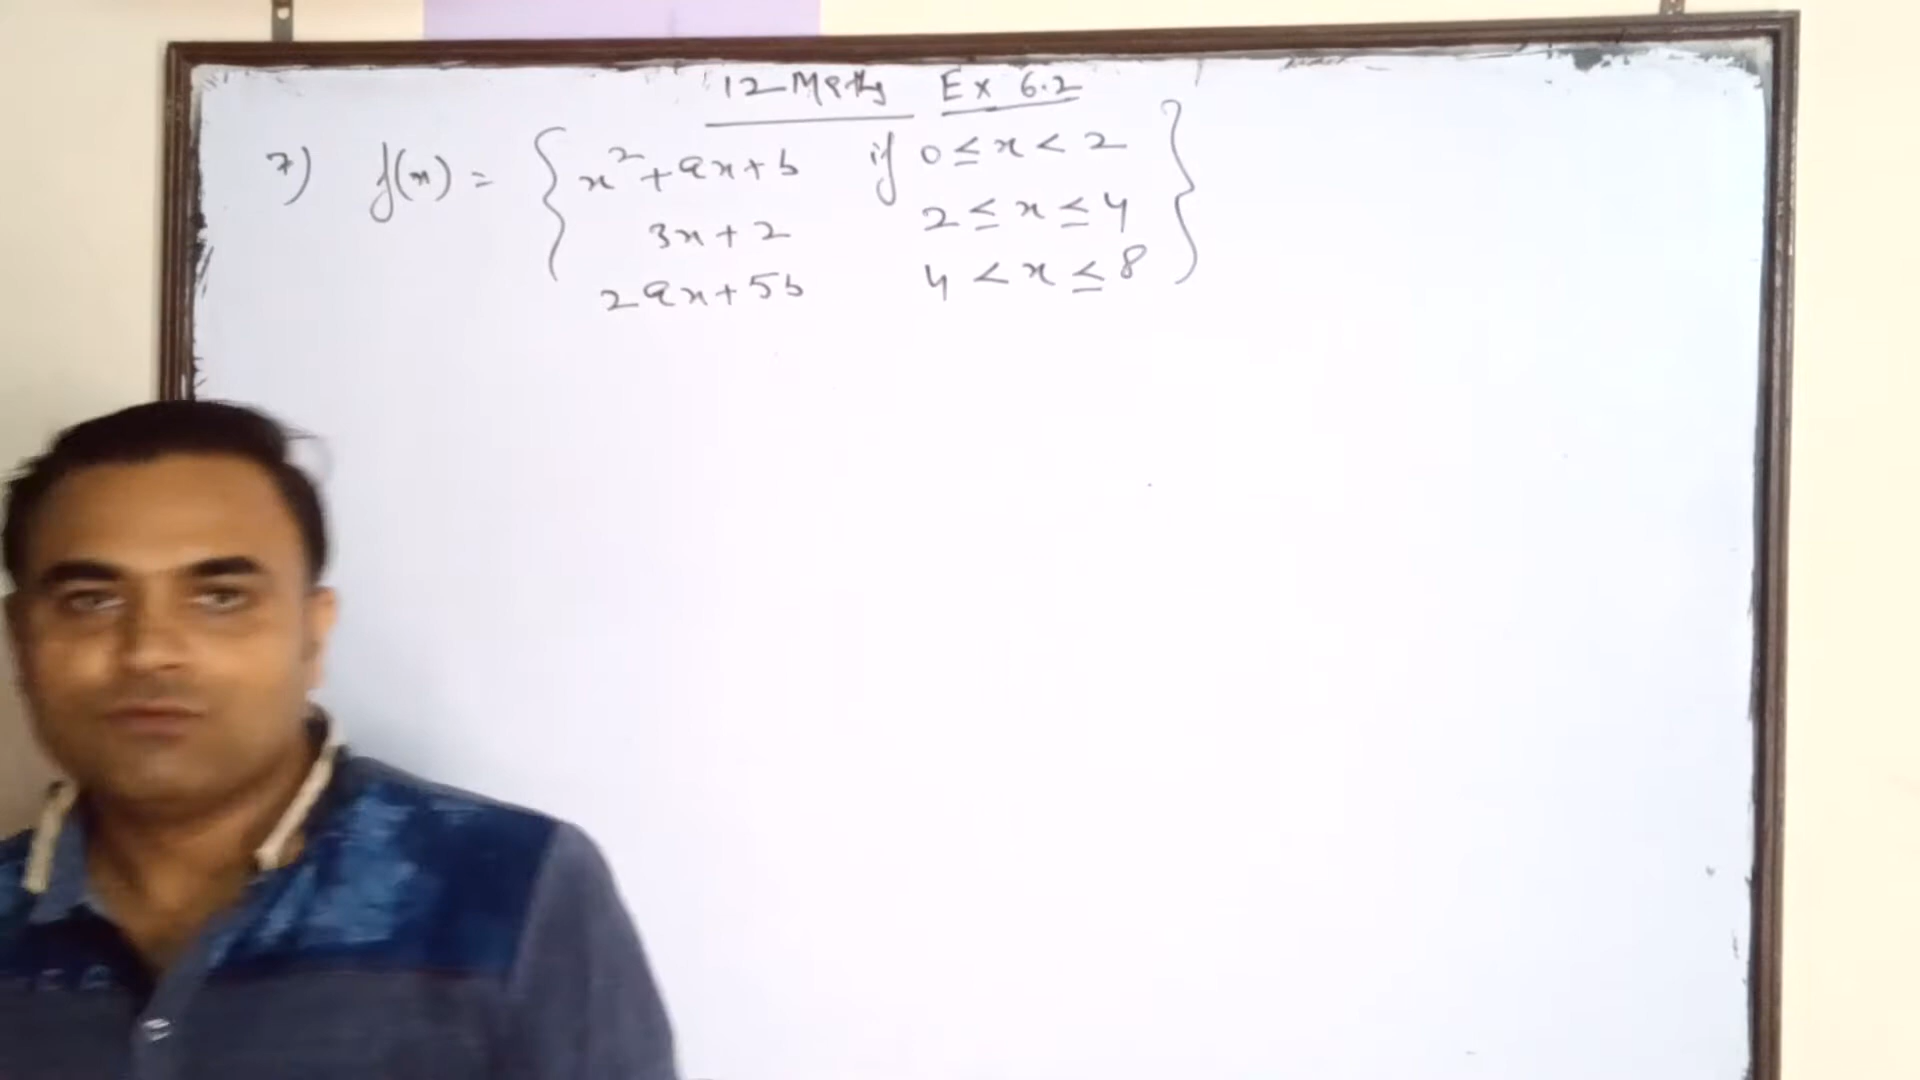 12 Maths Ex 6.2
7) f(x) = { x²+ax+b if 0 ≤ x < 2 }
3x+2 2 ≤ x ≤ 4
2ax+5b 4 < x ≤ 8